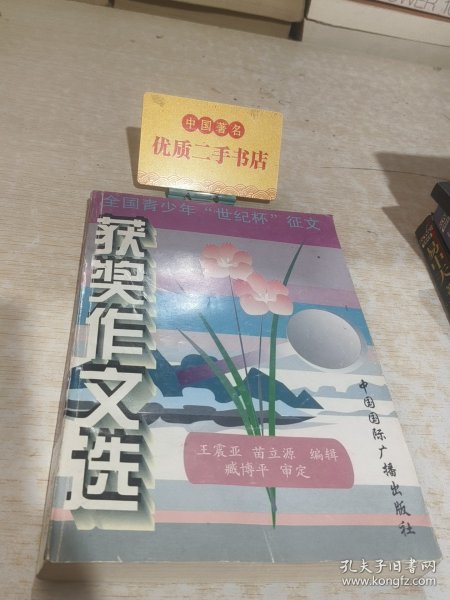 中国著名
优质二手书店
全国青少年“世纪杯”征文
获奖作文选
王震亚 苗立源 编辑
臧博平 审定
中国国际广播出版社
孔夫子旧书网
www.kongfz.com